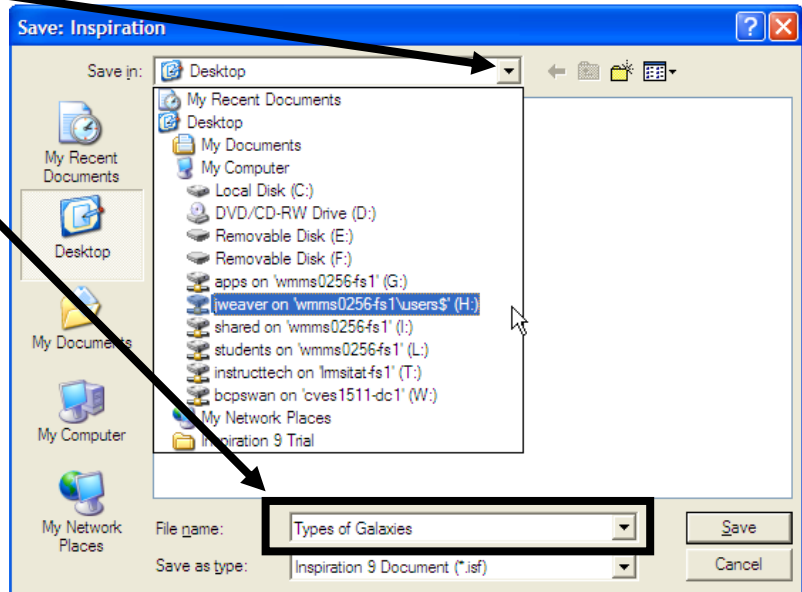 Save: Inspiration
Save in:
Desktop
My Recent Documents
Desktop
My Documents
My Computer
Local Disk (C:)
DVD/CD-RW Drive (D:)
Removable Disk (E:)
Removable Disk (F:)
apps on 'wmms0256-fs1' (G:)
jweaver on 'wmms0256-fs1\users$' (H:)
shared on 'wmms0256-fs1' (I:)
students on 'wmms0256-fs1' (L:)
instructtech on 'lmsitat-fs1' (T:)
bcpswan on 'cves1511-dc1' (W:)
My Network Places
Inspiration 9 Trial
My Recent
Documents
Desktop
My Documents
My Computer
My Network
Places
File name:
Types of Galaxies
Save
Save as type:
Inspiration 9 Document (*.isf)
Cancel